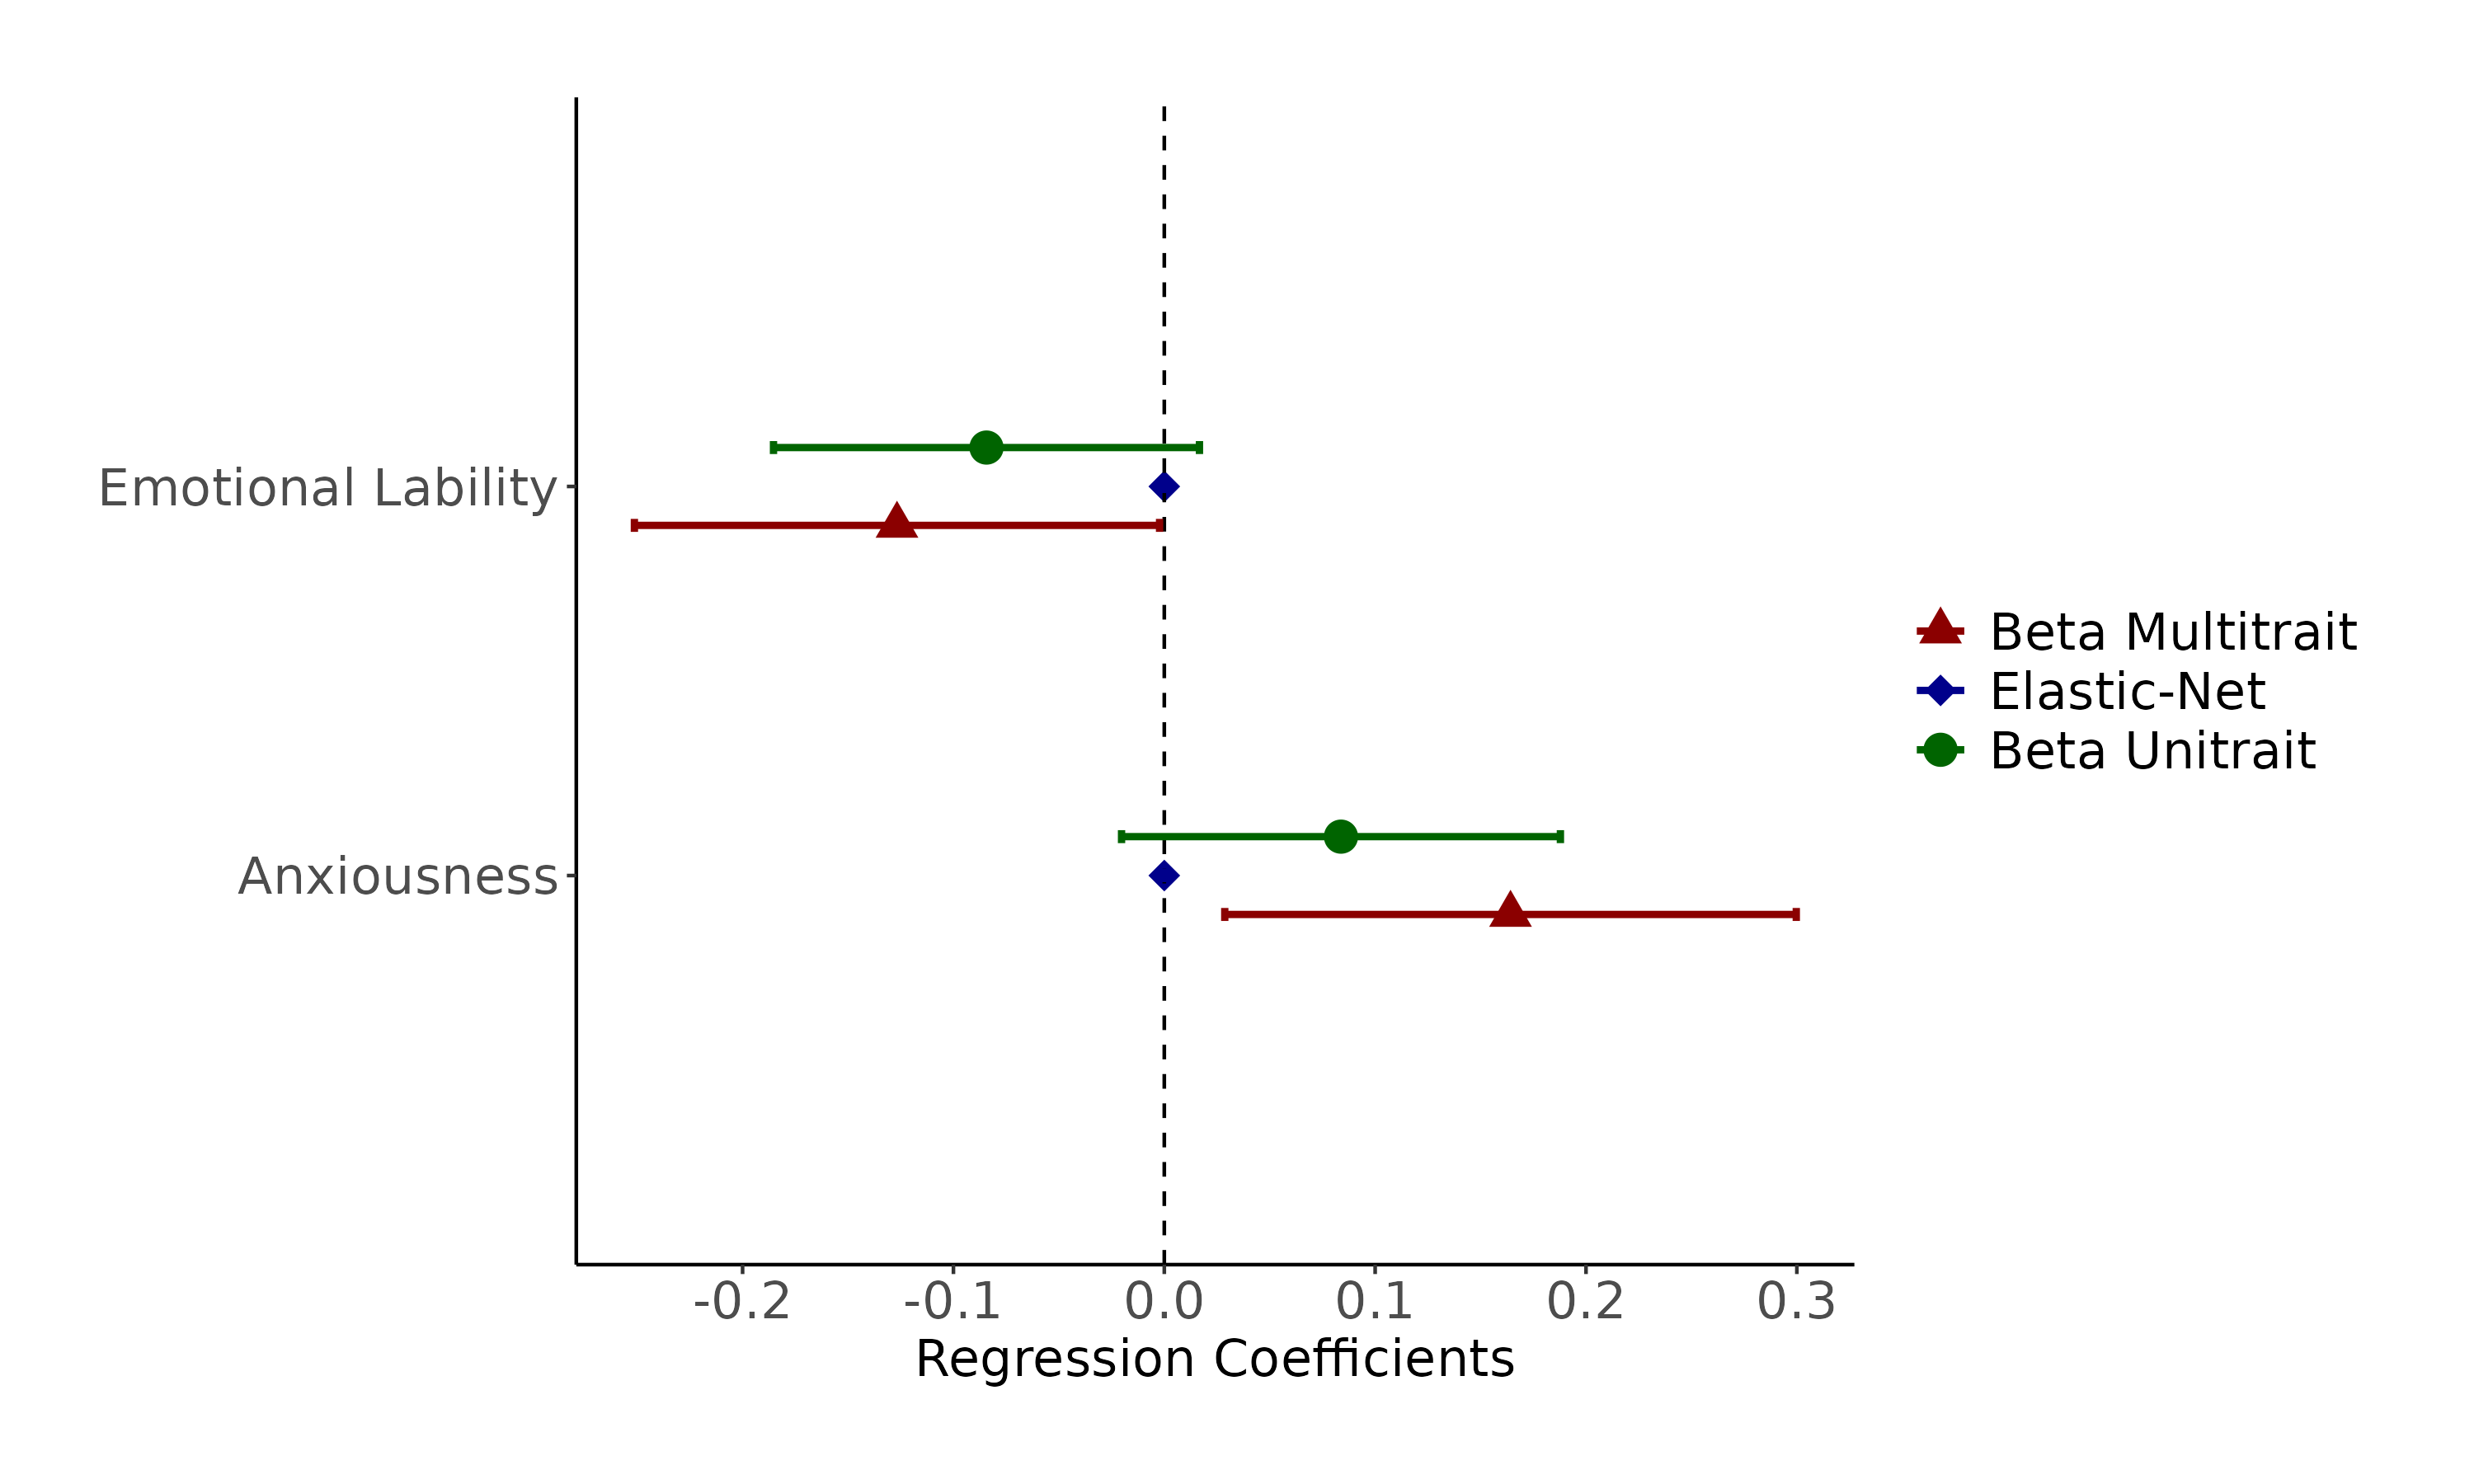 Emotional Lability
Anxiousness
-0.2
-0.1
0.0
0.1
0.2
0.3
Regression Coefficients
Beta Multitrait
Elastic-Net
Beta Unitrait